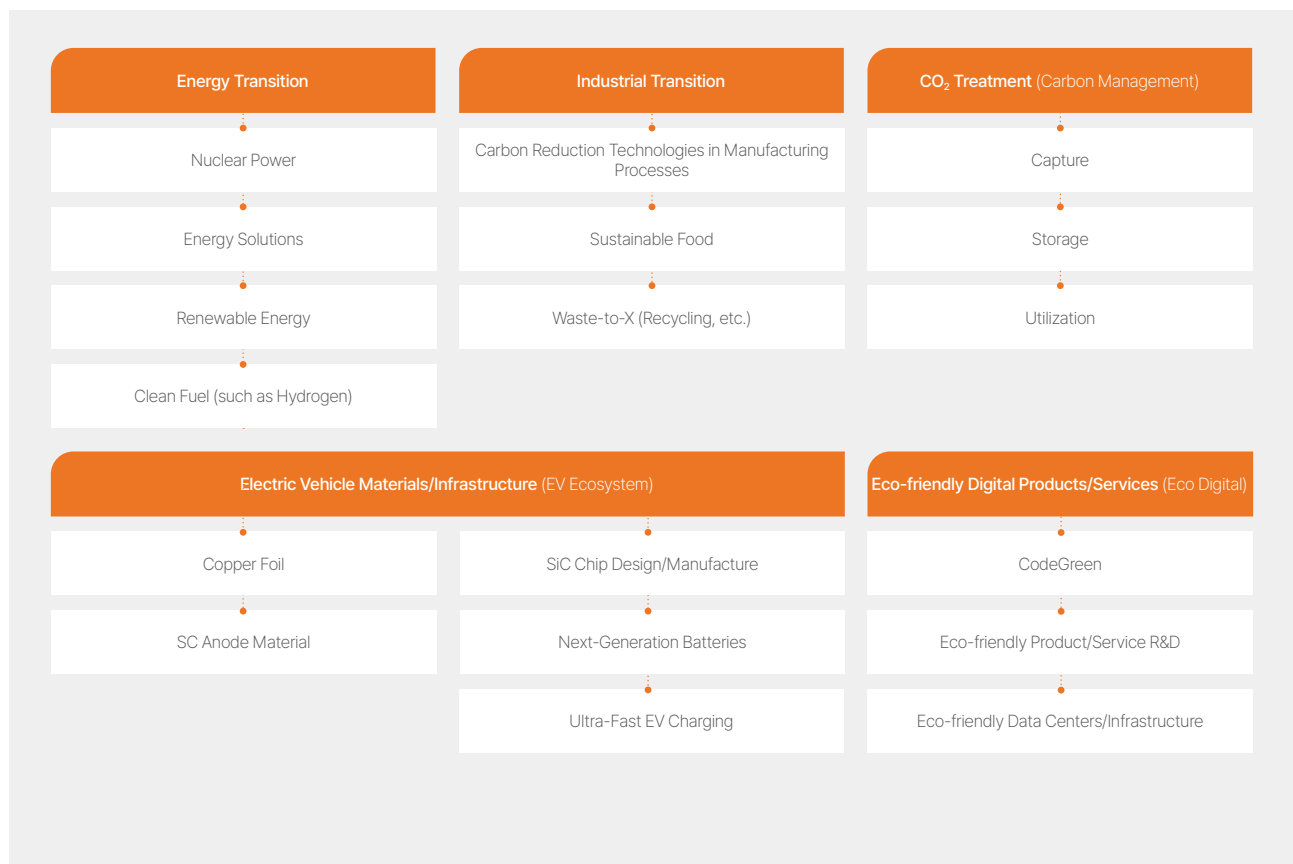 Energy Transition
Nuclear Power
Energy Solutions
Renewable Energy
Clean Fuel (such as Hydrogen)
Industrial Transition
Carbon Reduction Technologies in Manufacturing
Processes
Sustainable Food
Waste-to-X (Recycling, etc.)
CO₂ Treatment (Carbon Management)
Capture
Storage
Utilization
Electric Vehicle Materials/Infrastructure (EV Ecosystem)
Copper Foil
SC Anode Material
SiC Chip Design/Manufacture
Next-Generation Batteries
Ultra-Fast EV Charging
Eco-friendly Digital Products/Services (Eco Digital)
CodeGreen
Eco-friendly Product/Service R&D
Eco-friendly Data Centers/Infrastructure